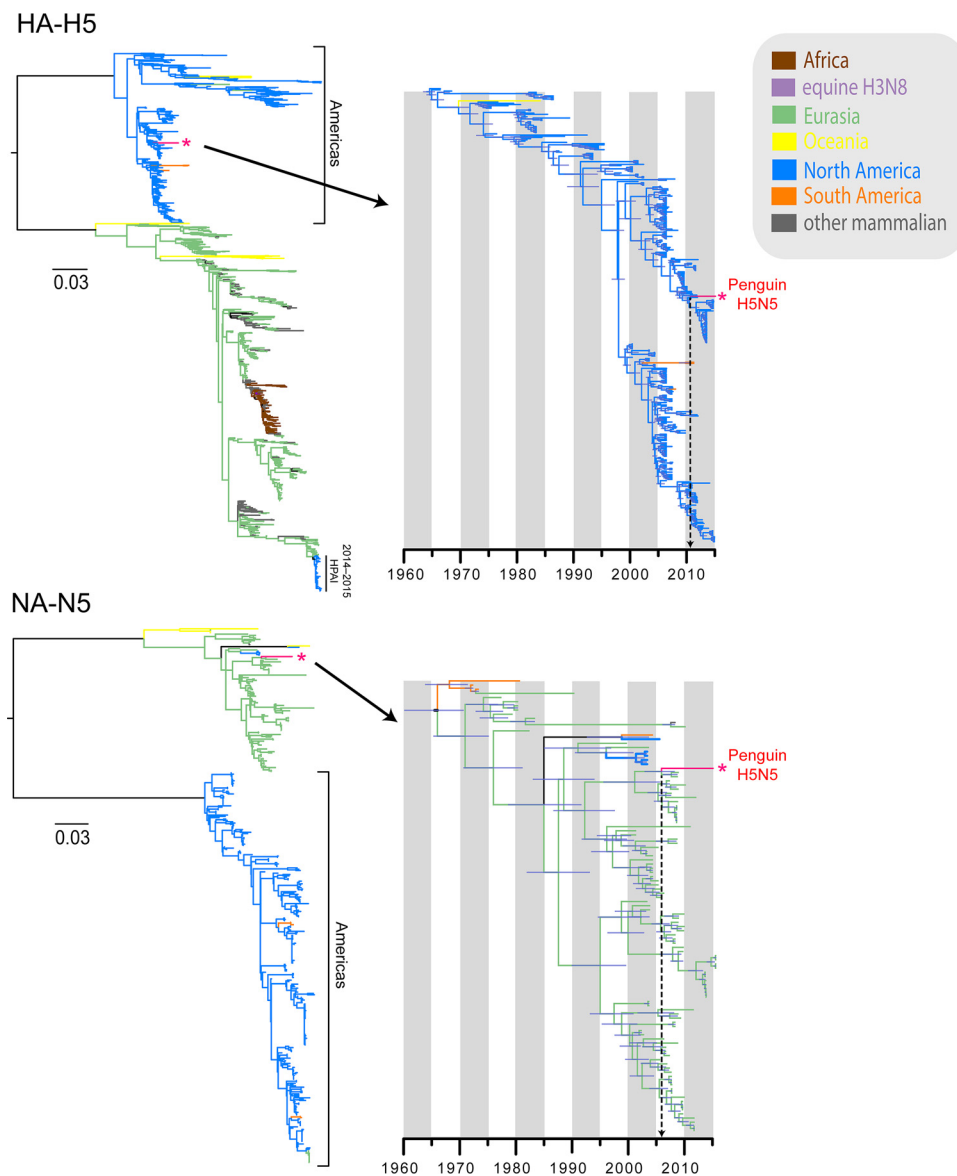 HA-H5
Americas
*
0.03
2014–2015
HPAI
Africa
equine H3N8
Eurasia
Oceania
North America
South America
other mammalian
Penguin
* H5N5
1960 1970 1980 1990 2000 2010
NA-N5
*
0.03
Americas
Penguin
* H5N5
1960 1970 1980 1990 2000 2010